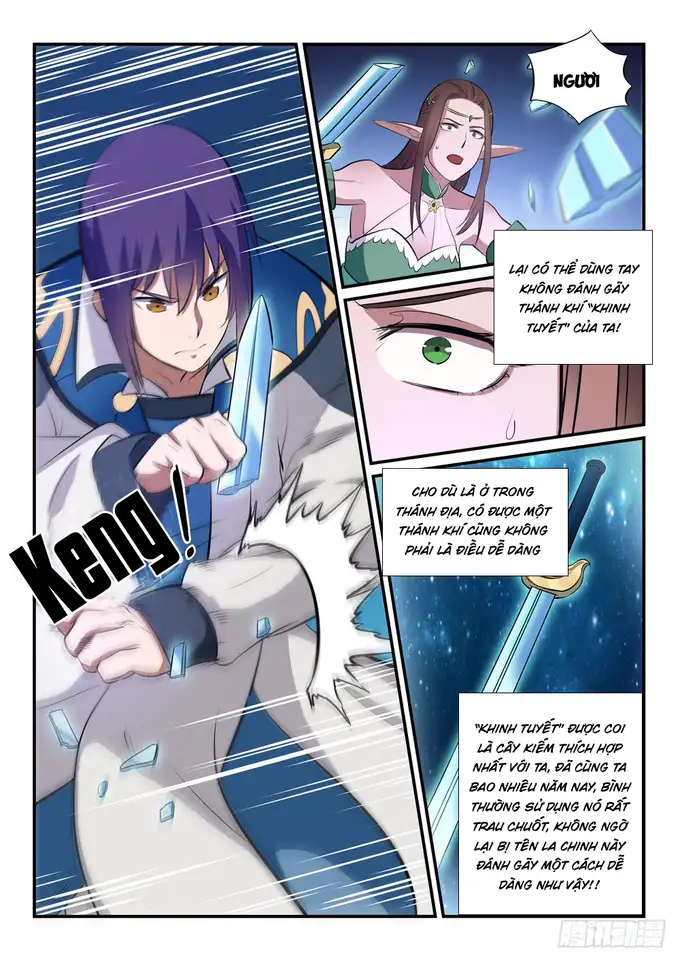 NGƯƠI
LẠI CÓ THỂ DÙNG TAY
KHÔNG ĐÁNH GÃY
THÁNH KHÍ "KHINH
TUYẾT" CỦA TA!
Keng!
CHO DÙ LÀ Ở TRONG
THÁNH ĐỊA, CÓ ĐƯỢC MỘT
THÁNH KHÍ CŨNG KHÔNG
PHẢI LÀ ĐIỀU DỄ DÀNG
"KHINH TUYẾT" ĐƯỢC COI
LÀ CÂY KIẾM THÍCH HỢP
NHẤT VỚI TA, ĐÃ CÙNG TA
BAO NHIÊU NĂM NAY, BÌNH
THƯỜNG SỬ DỤNG NÓ RẤT
TRAU CHUỐT, KHÔNG NGỜ
LẠI BỊ TÊN LA CHINH NÀY
ĐÁNH GÃY MỘT CÁCH DỄ
DÀNG NHƯ VẬY!!
腾讯动漫